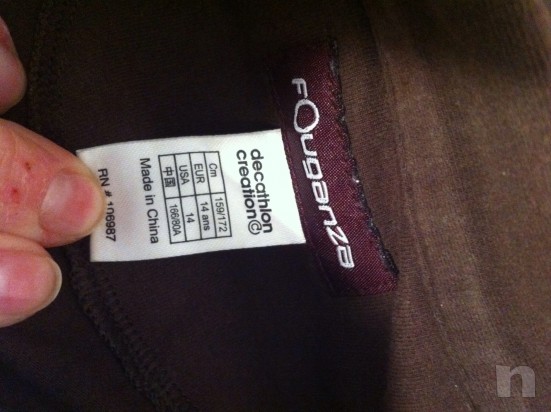 fOuganza
decathlon
creation©
Cm 159/172
EUR 14 ans
USA 14
中国 166/80A
Made in China
RN # 106987
n